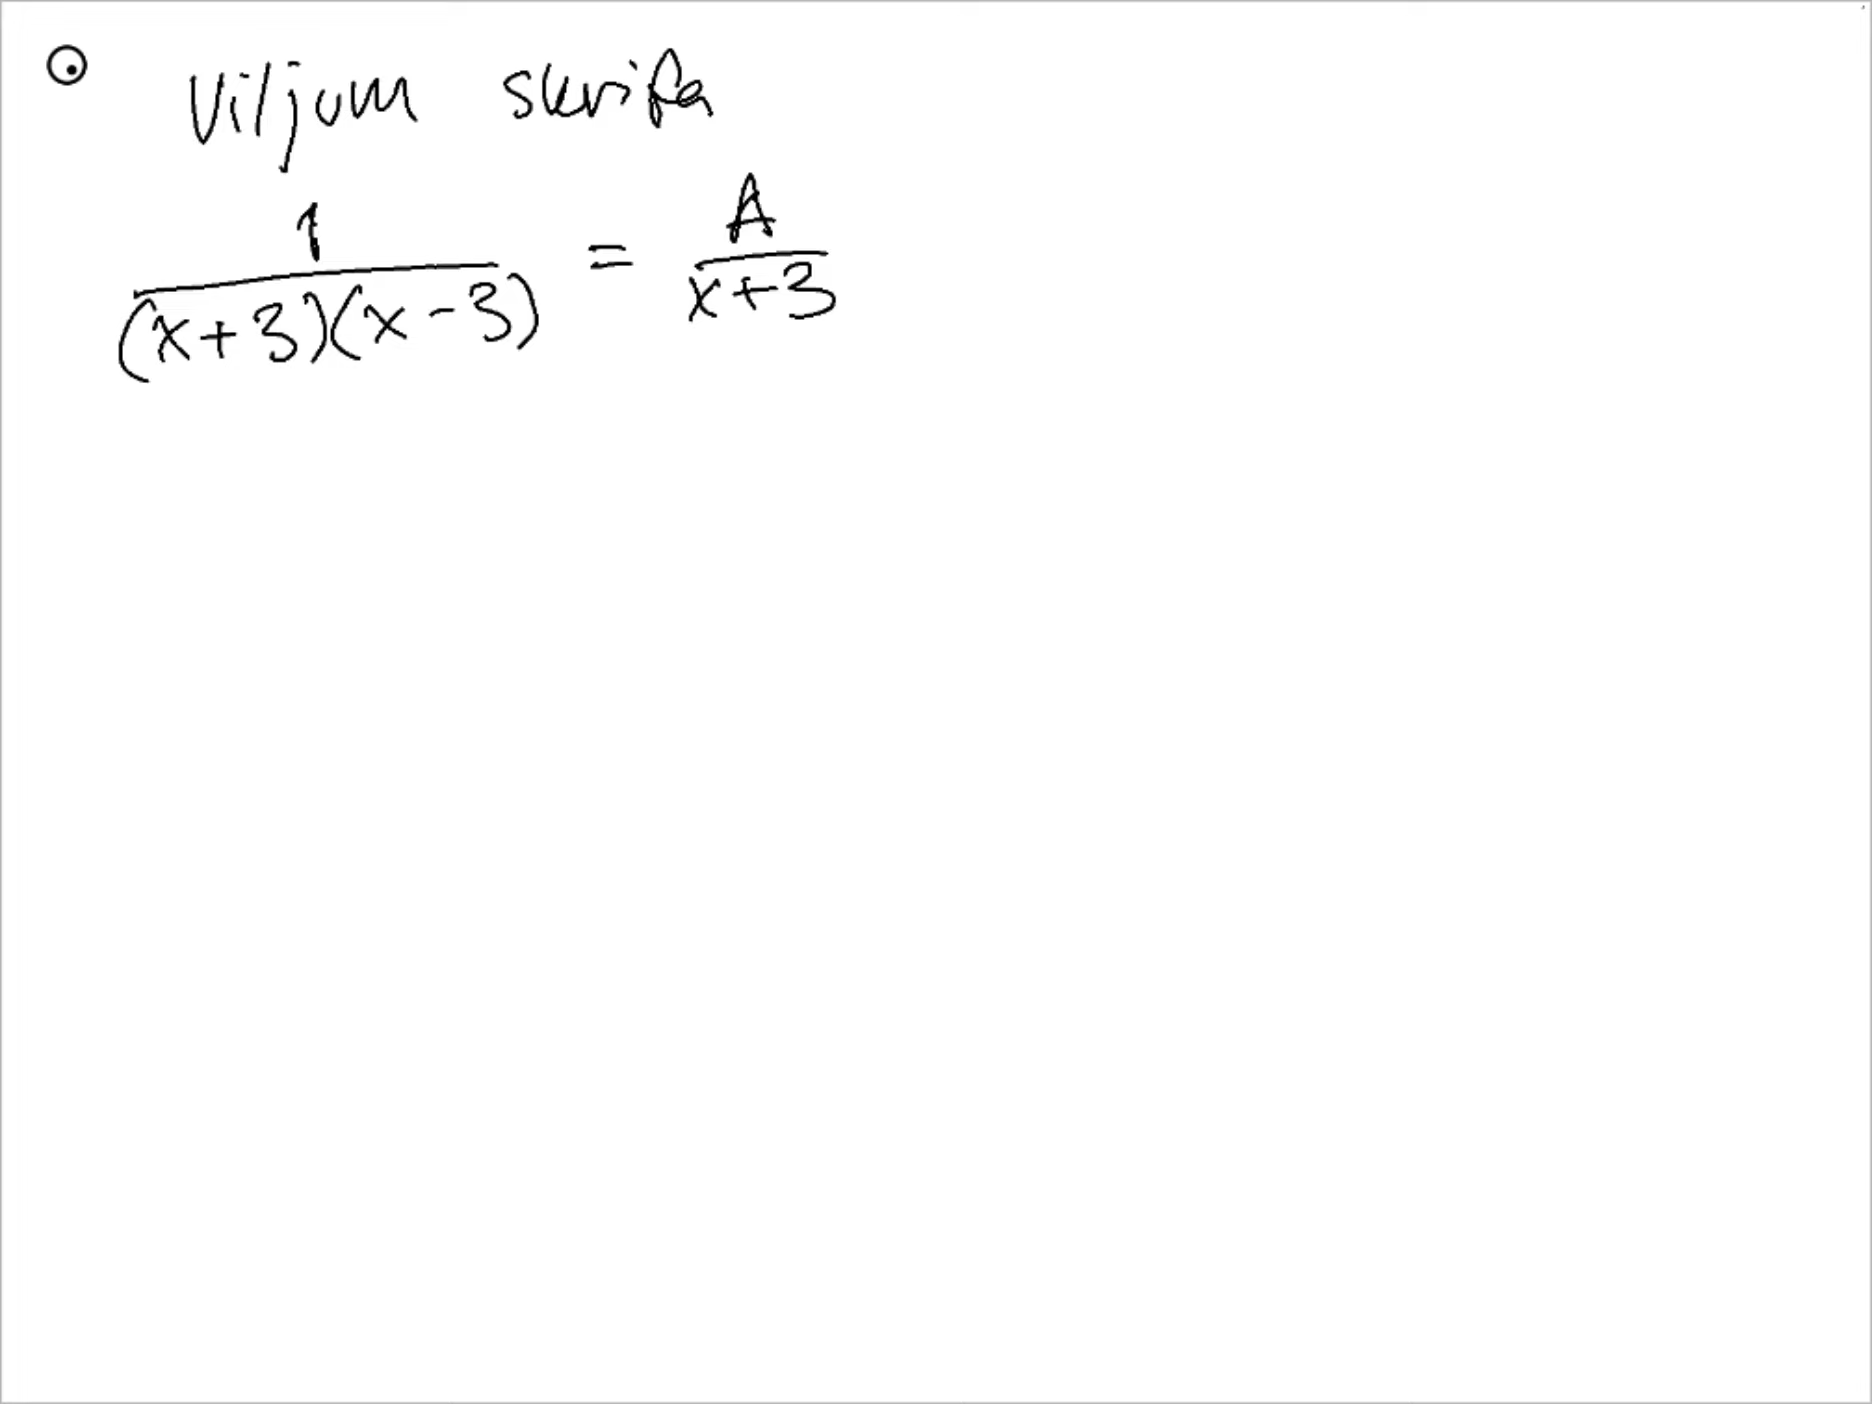 Viljum skrifa
1/((x+3)(x-3)) = A/(x+3)